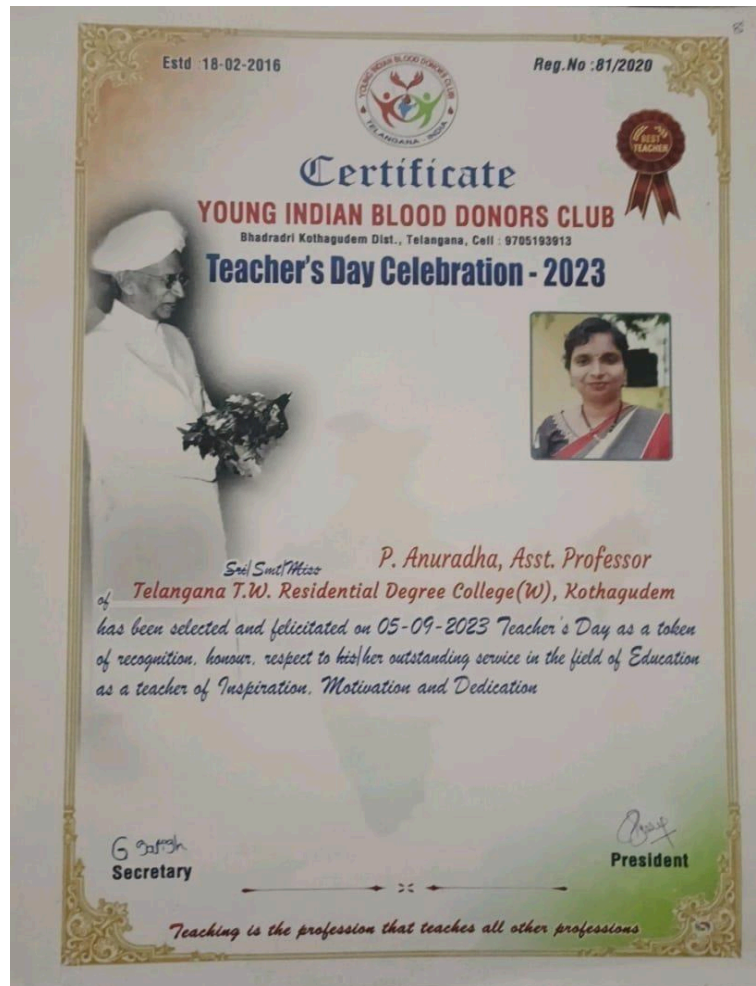 Estd :18-02-2016
Reg.No :81/2020
YOUNG INDIAN BLOOD DONORS CLUB
TELANGANA - INDIA
BEST
TEACHER
Certificate
YOUNG INDIAN BLOOD DONORS CLUB
Bhadradri Kothagudem Dist., Telangana, Cell : 9705193913
Teacher's Day Celebration - 2023
Sri/Smt/Miss P. Anuradha, Asst. Professor
of Telangana T.W. Residential Degree College(W), Kothagudem
has been selected and felicitated on 05-09-2023 Teacher's Day as a token
of recognition, honour, respect to his/her outstanding service in the field of Education
as a teacher of Inspiration, Motivation and Dedication
Secretary
President
Teaching is the profession that teaches all other professions